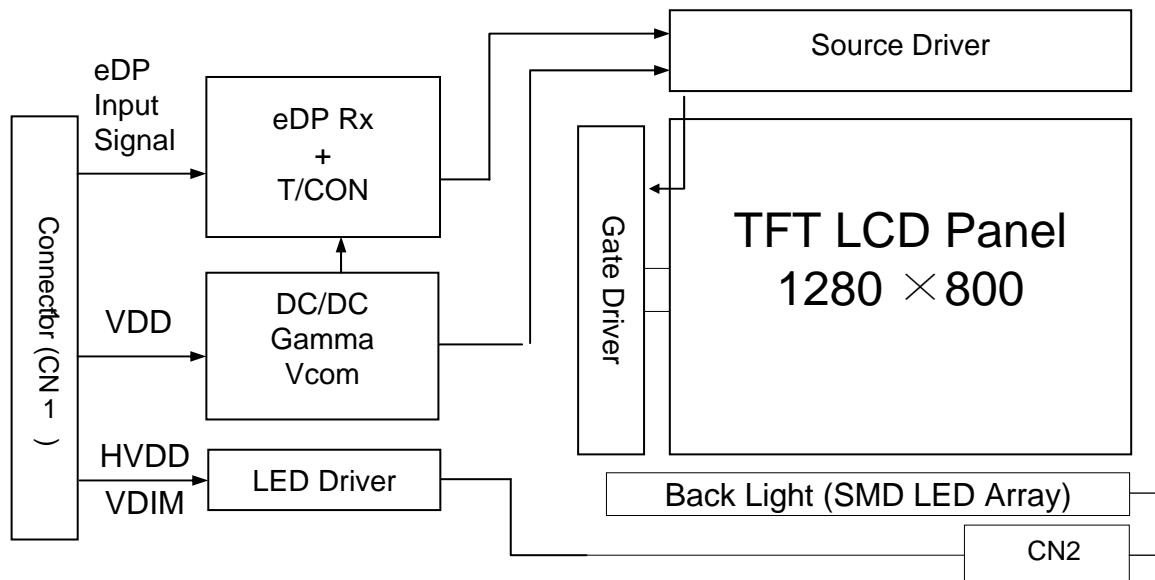 Source Driver
eDP
Input
Signal
eDP Rx
+
T/CON
Connector (CN1)
Gate Driver
TFT LCD Panel
1280 ×800
VDD
DC/DC
Gamma
Vcom
HVDD
VDIM
LED Driver
Back Light (SMD LED Array)
CN2